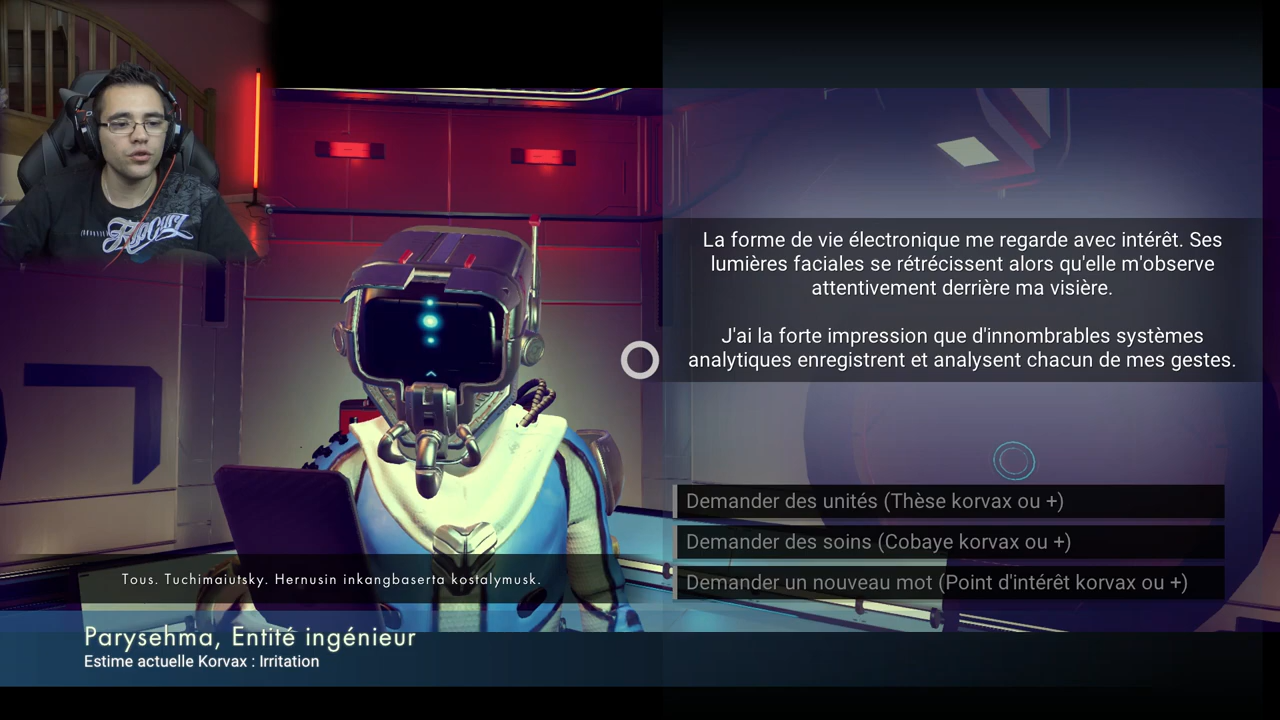 RIP CURL
La forme de vie électronique me regarde avec intérêt. Ses
lumières faciales se rétrécissent alors qu'elle m'observe
attentivement derrière ma visière.
J'ai la forte impression que d'innombrables systèmes
analytiques enregistrent et analysent chacun de mes gestes.
Demander des unités (Thèse korvax ou +)
Demander des soins (Cobaye korvax ou +)
Demander un nouveau mot (Point d'intérêt korvax ou +)
Tous. Tuchimaiutsky. Hernusin inkangbaserta kostalymusk.
Parysehma, Entité ingénieur
Estime actuelle Korvax : Irritation